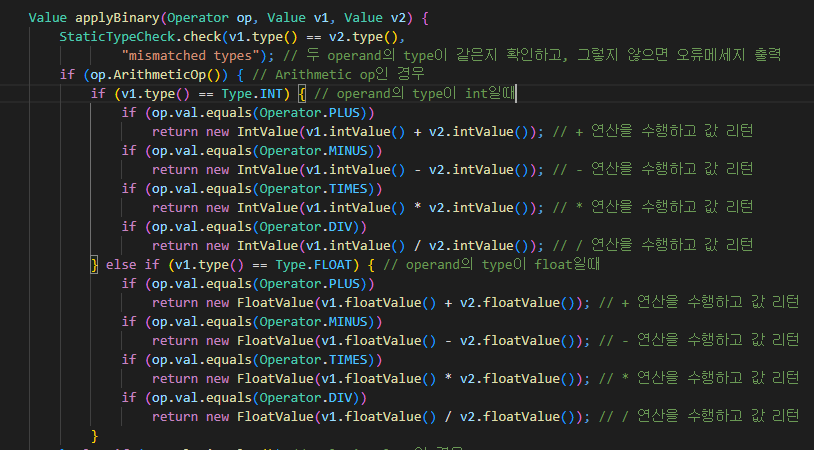 Value applyBinary(Operator op, Value v1, Value v2) {
StaticTypeCheck.check(v1.type() == v2.type(),
"mismatched types"); // 두 operand의 type이 같은지 확인하고, 그렇지 않으면 오류메세지 출력
if (op.ArithmeticOp()) { // Arithmetic op인 경우
if (v1.type() == Type.INT) { // operand의 type이 int일때
if (op.val.equals(Operator.PLUS))
return new IntValue(v1.intValue() + v2.intValue()); // + 연산을 수행하고 값 리턴
if (op.val.equals(Operator.MINUS))
return new IntValue(v1.intValue() - v2.intValue()); // - 연산을 수행하고 값 리턴
if (op.val.equals(Operator.TIMES))
return new IntValue(v1.intValue() * v2.intValue()); // * 연산을 수행하고 값 리턴
if (op.val.equals(Operator.DIV))
return new IntValue(v1.intValue() / v2.intValue()); // / 연산을 수행하고 값 리턴
} else if (v1.type() == Type.FLOAT) { // operand의 type이 float일때
if (op.val.equals(Operator.PLUS))
return new FloatValue(v1.floatValue() + v2.floatValue()); // + 연산을 수행하고 값 리턴
if (op.val.equals(Operator.MINUS))
return new FloatValue(v1.floatValue() - v2.floatValue()); // - 연산을 수행하고 값 리턴
if (op.val.equals(Operator.TIMES))
return new FloatValue(v1.floatValue() * v2.floatValue()); // * 연산을 수행하고 값 리턴
if (op.val.equals(Operator.DIV))
return new FloatValue(v1.floatValue() / v2.floatValue()); // / 연산을 수행하고 값 리턴
}